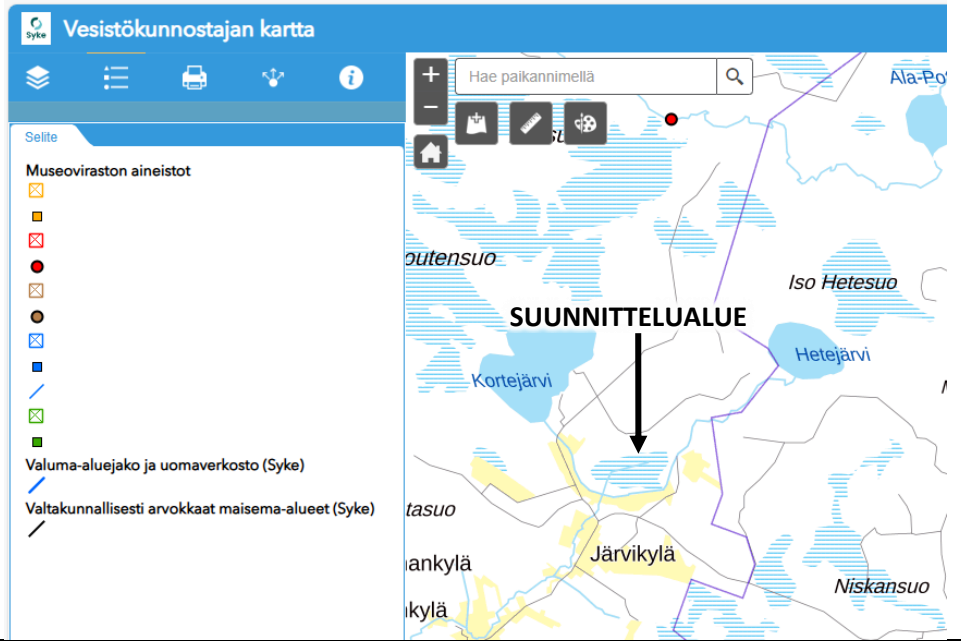 Syke
Vesistökunnostajan kartta
Hae paikannimellä
Selite
Museoviraston aineistot
Valuma-aluejako ja uomaverkosto (Syke)
Valtakunnallisesti arvokkaat maisema-alueet (Syke)
Ala-Po
outensuo
Iso Hetesuo
SUUNNITTELUALUE
Hetejärvi
Kortejärvi
tasuo
Järvikylä
ankylä
Niskansuo
kylä